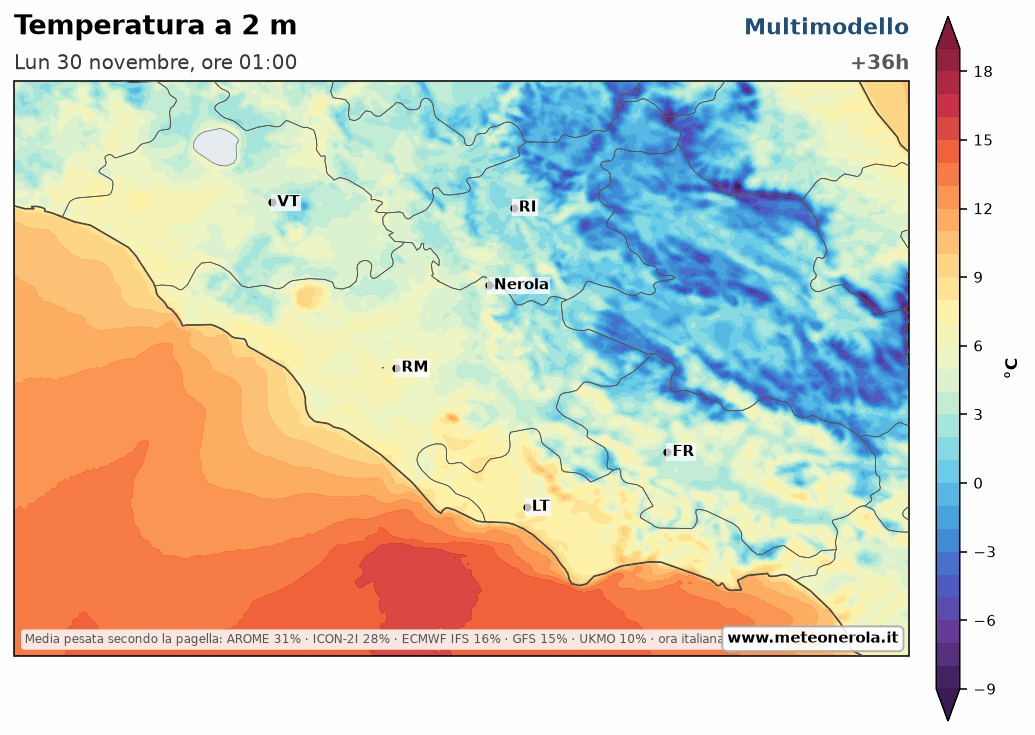 Temperatura a 2 m
Multimodello
Lun 30 novembre, ore 01:00
+36h
VT
RI
Nerola
RM
FR
LT
Media pesata secondo la pagella: AROME 31% · ICON-2I 28% · ECMWF IFS 16% · GFS 15% · UKMO 10% · ora italiana
www.meteonerola.it
18
15
12
9
6
3
0
−3
−6
−9
°C